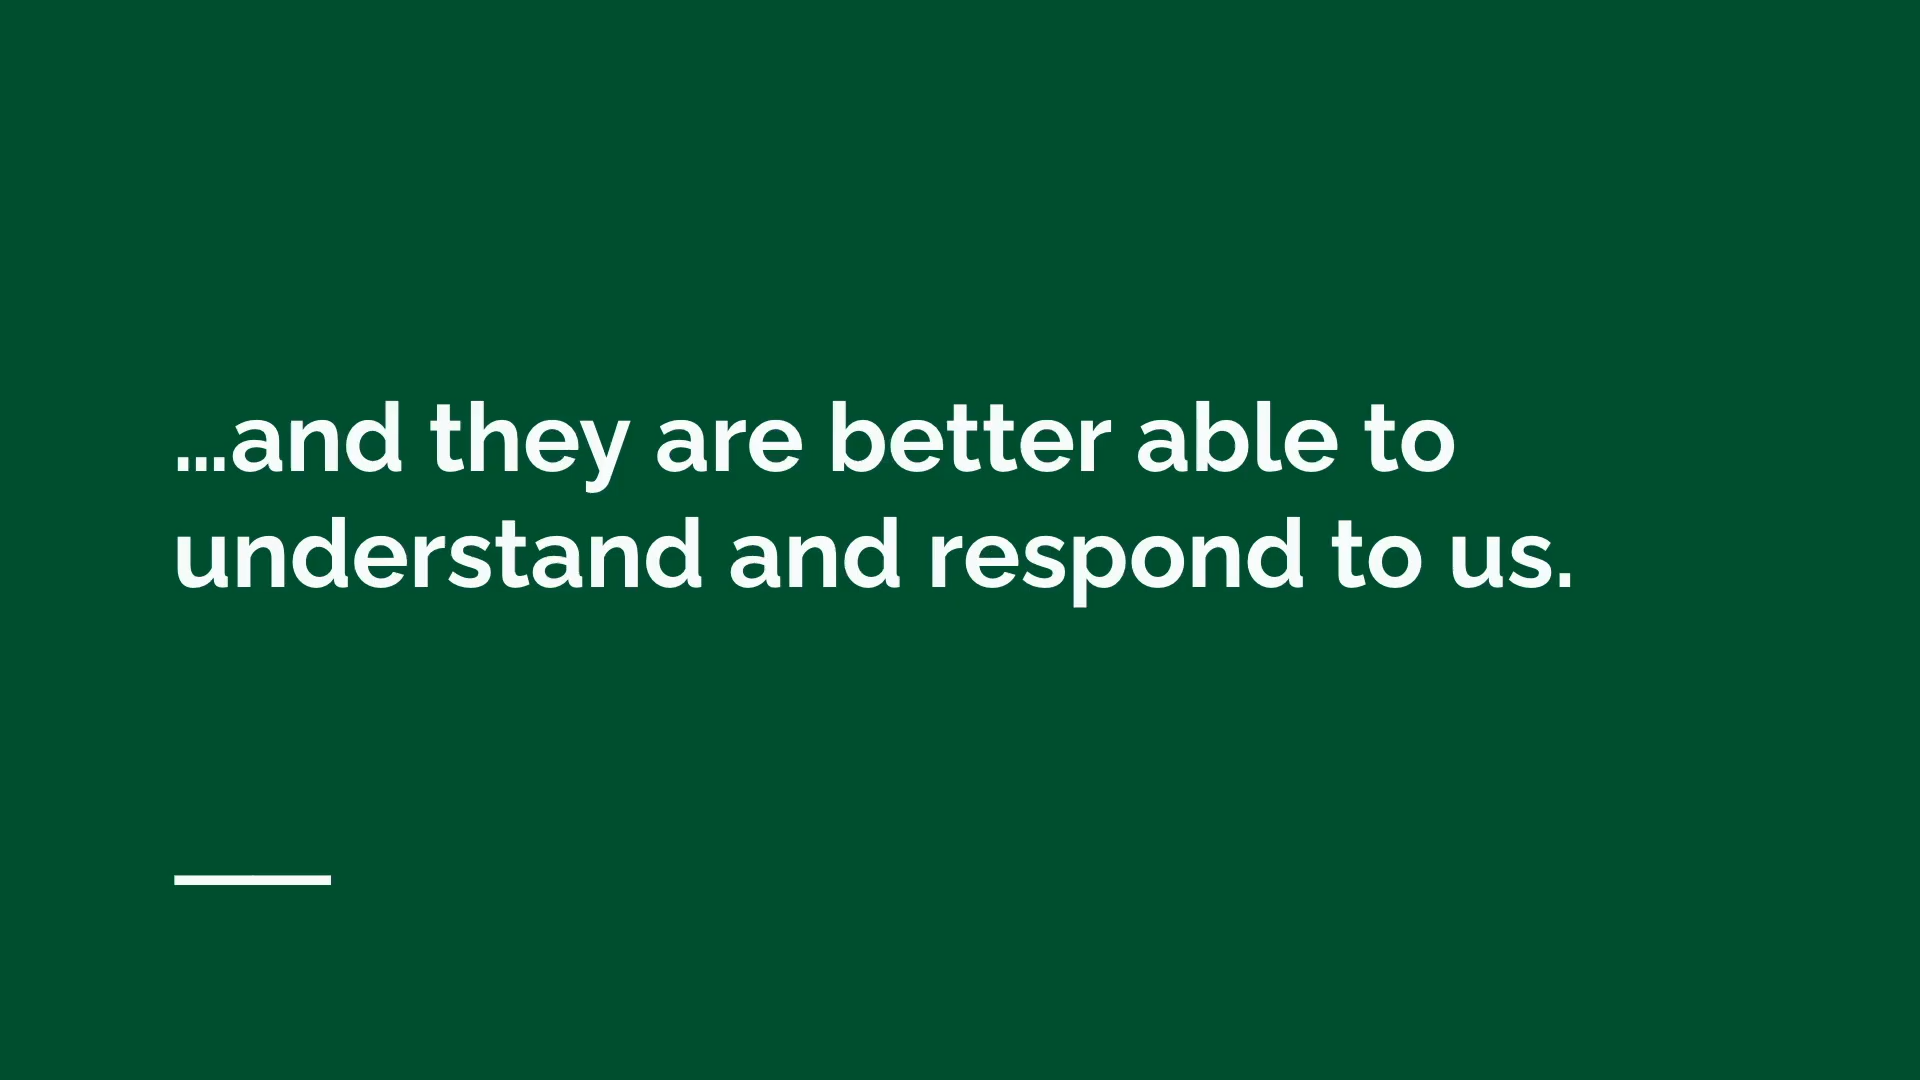 …and they are better able to
understand and respond to us.